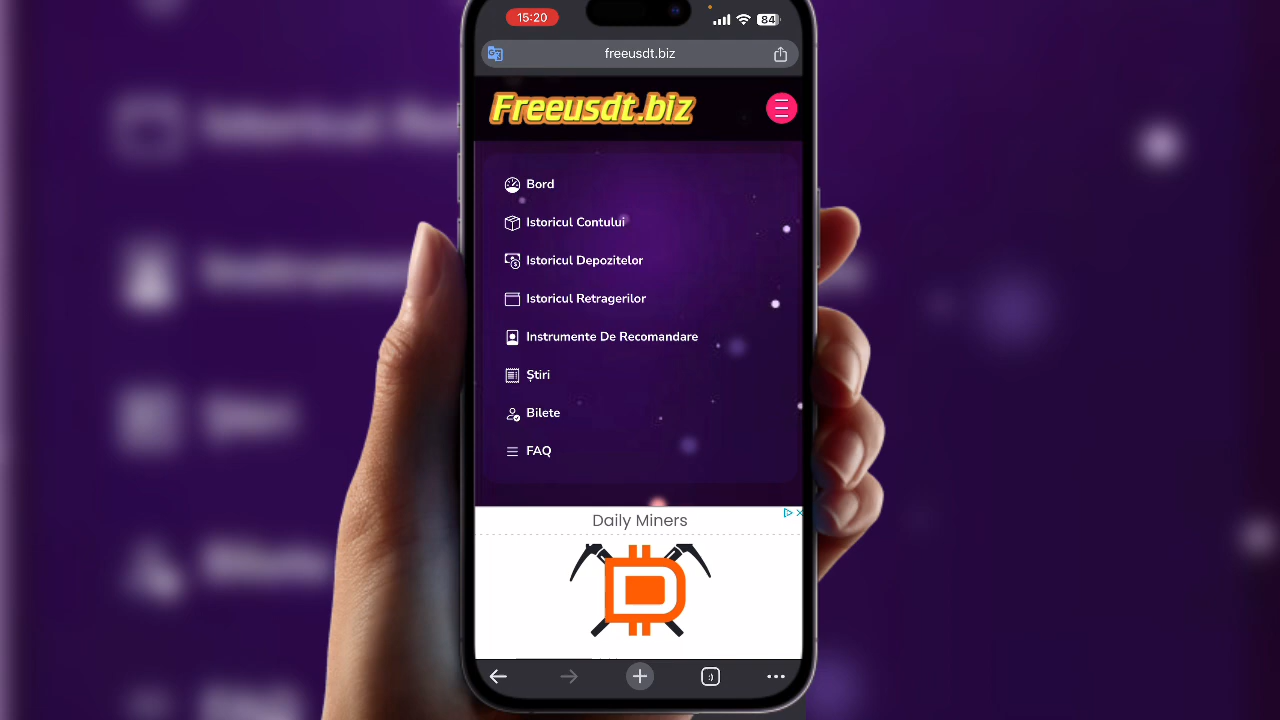 15:20
84
freeusdt.biz
Freeusdt.biz
Bord
Istoricul Contului
Istoricul Depozitelor
Istoricul Retragerilor
Instrumente De Recomandare
Știri
Bilete
FAQ
Daily Miners
:)